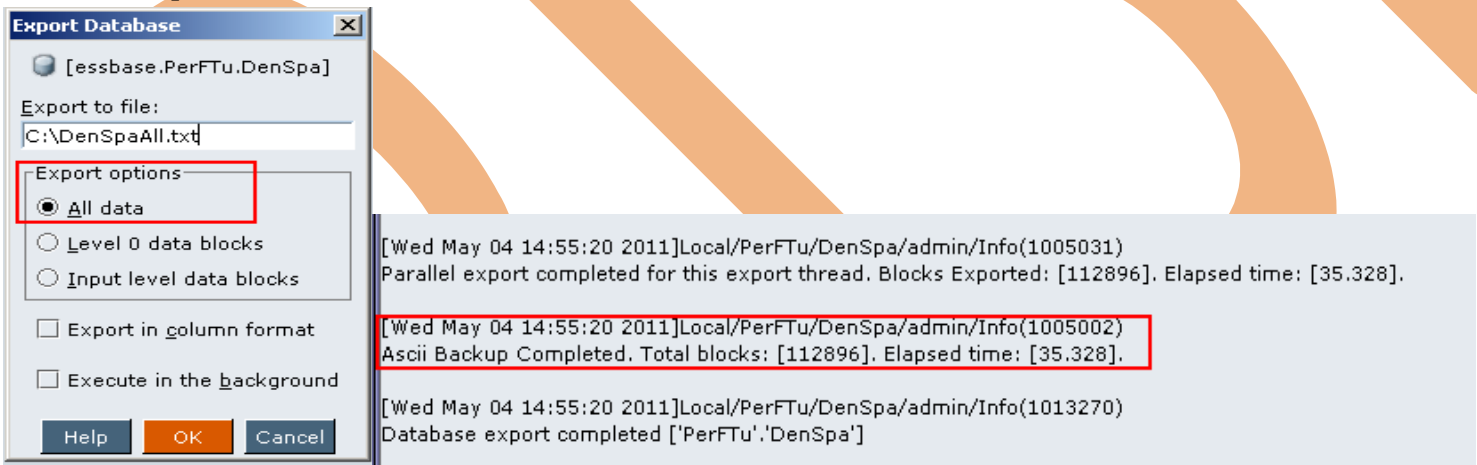 Export Database
[essbase.PerFTu.DenSpa]
Export to file:
C:\DenSpaAll.txt
Export options
All data
Level 0 data blocks
Input level data blocks
Export in column format
Execute in the background
Help OK Cancel
[Wed May 04 14:55:20 2011]Local/PerFTu/DenSpa/admin/Info(1005031)
Parallel export completed for this export thread. Blocks Exported: [112896]. Elapsed time: [35.328].
[Wed May 04 14:55:20 2011]Local/PerFTu/DenSpa/admin/Info(1005002)
Ascii Backup Completed. Total blocks: [112896]. Elapsed time: [35.328].
[Wed May 04 14:55:20 2011]Local/PerFTu/DenSpa/admin/Info(1013270)
Database export completed ['PerFTu'.'DenSpa']